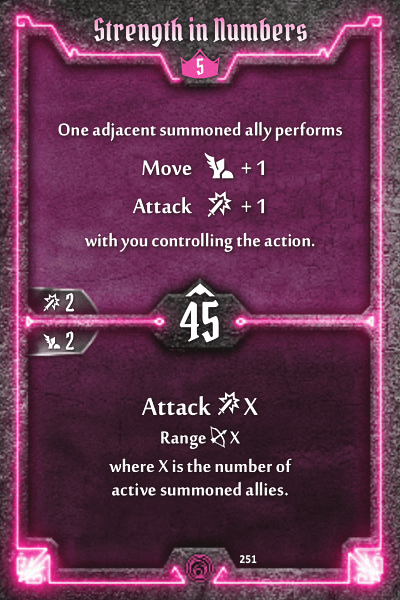 Strength in Numbers
5
One adjacent summoned ally performs
Move + 1
Attack + 1
with you controlling the action.
2
45
2
Attack X
Range X
where X is the number of
active summoned allies.
251